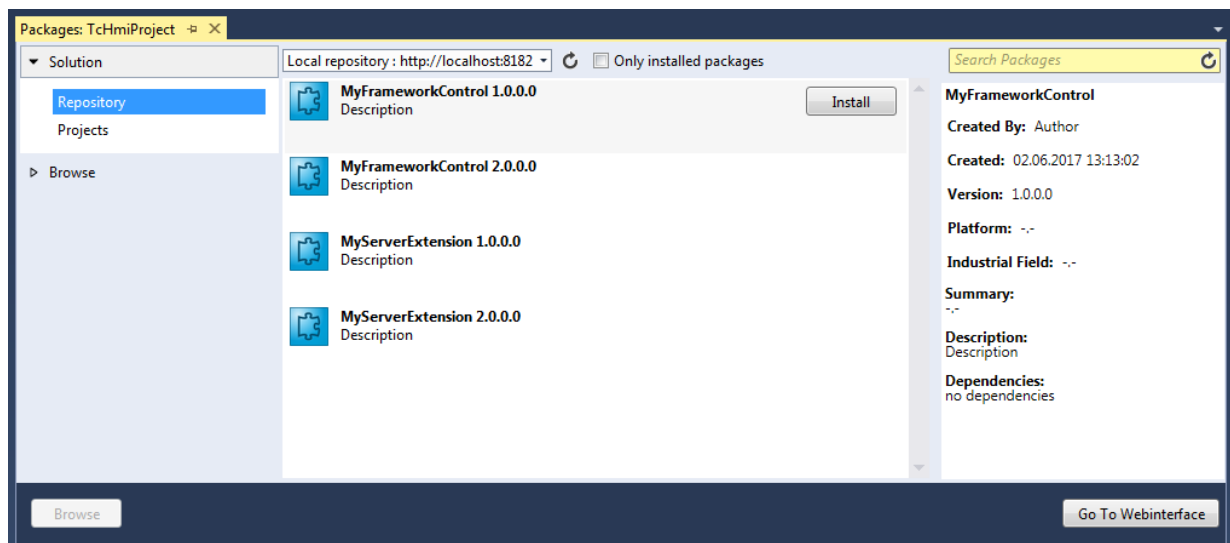 Packages: TcHmiProject
Solution
Repository
Projects
Browse
Local repository : http://localhost:8182
Only installed packages
MyFrameworkControl 1.0.0.0
Description
Install
MyFrameworkControl 2.0.0.0
Description
MyServerExtension 1.0.0.0
Description
MyServerExtension 2.0.0.0
Description
Search Packages
MyFrameworkControl
Created By: Author
Created: 02.06.2017 13:13:02
Version: 1.0.0.0
Platform: -.-
Industrial Field: -.-
Summary:
-.-
Description:
Description
Dependencies:
no dependencies
Browse
Go To Webinterface